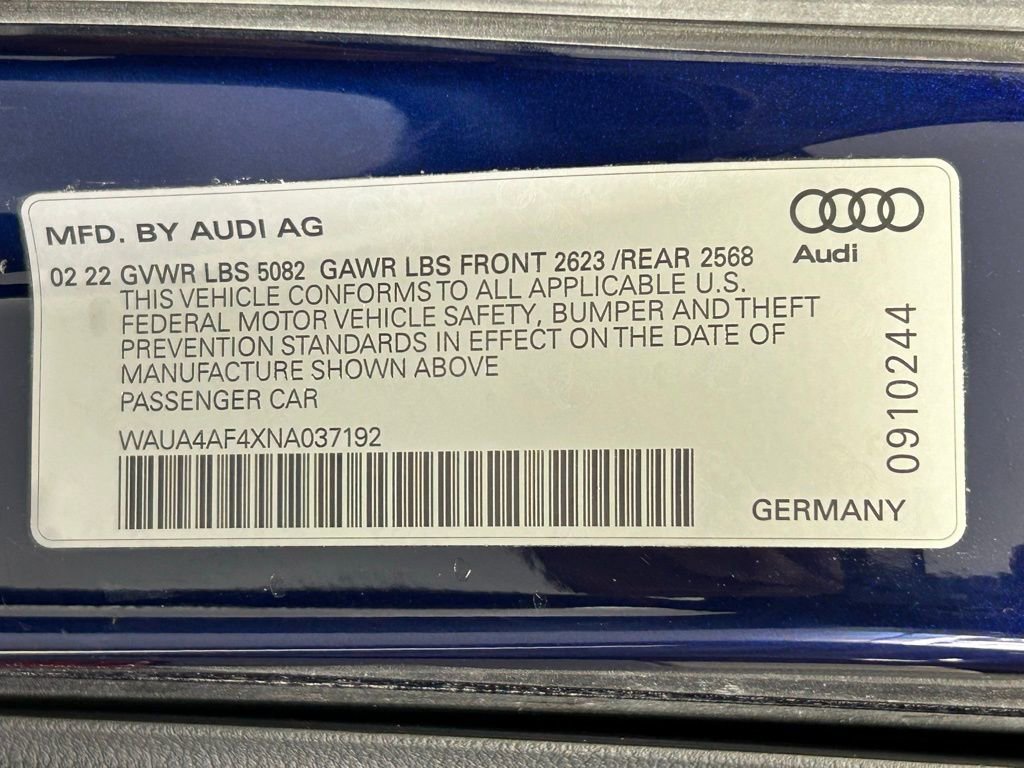 MFD. BY AUDI AG
Audi
02 22 GVWR LBS 5082 GAWR LBS FRONT 2623 /REAR 2568
THIS VEHICLE CONFORMS TO ALL APPLICABLE U.S.
FEDERAL MOTOR VEHICLE SAFETY, BUMPER AND THEFT
PREVENTION STANDARDS IN EFFECT ON THE DATE OF
MANUFACTURE SHOWN ABOVE
PASSENGER CAR
WAUA4AF4XNA037192
0910244
GERMANY